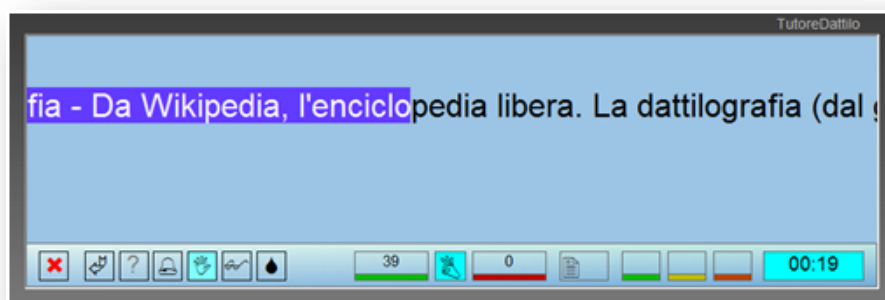 TutoreDattilo
fia - Da Wikipedia, l'enciclopedia libera. La dattilografia (dal
39 0 00:19